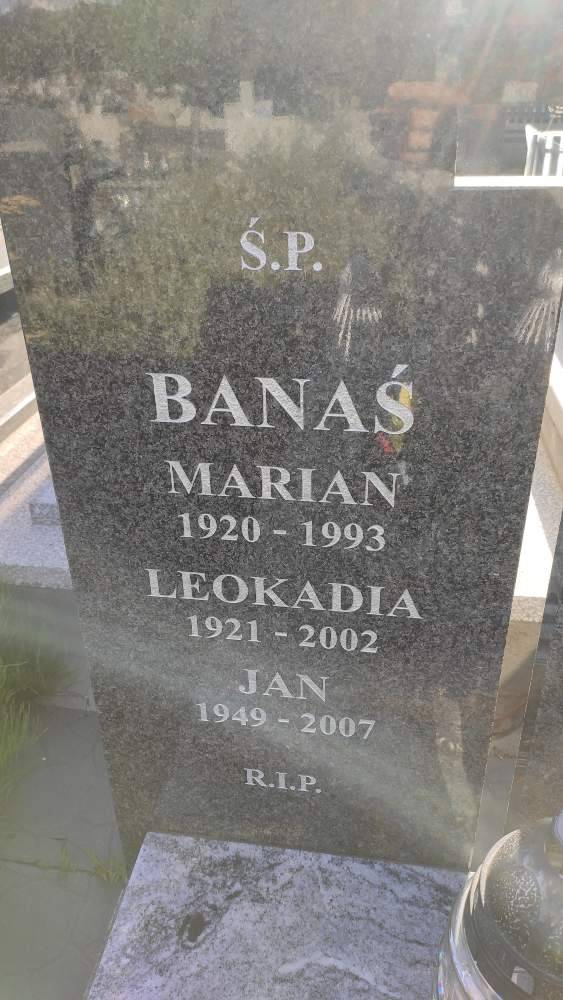 Ś.P.
BANAŚ
MARIAN
1920 - 1993
LEOKADIA
1921 - 2002
JAN
1949 - 2007
R.I.P.